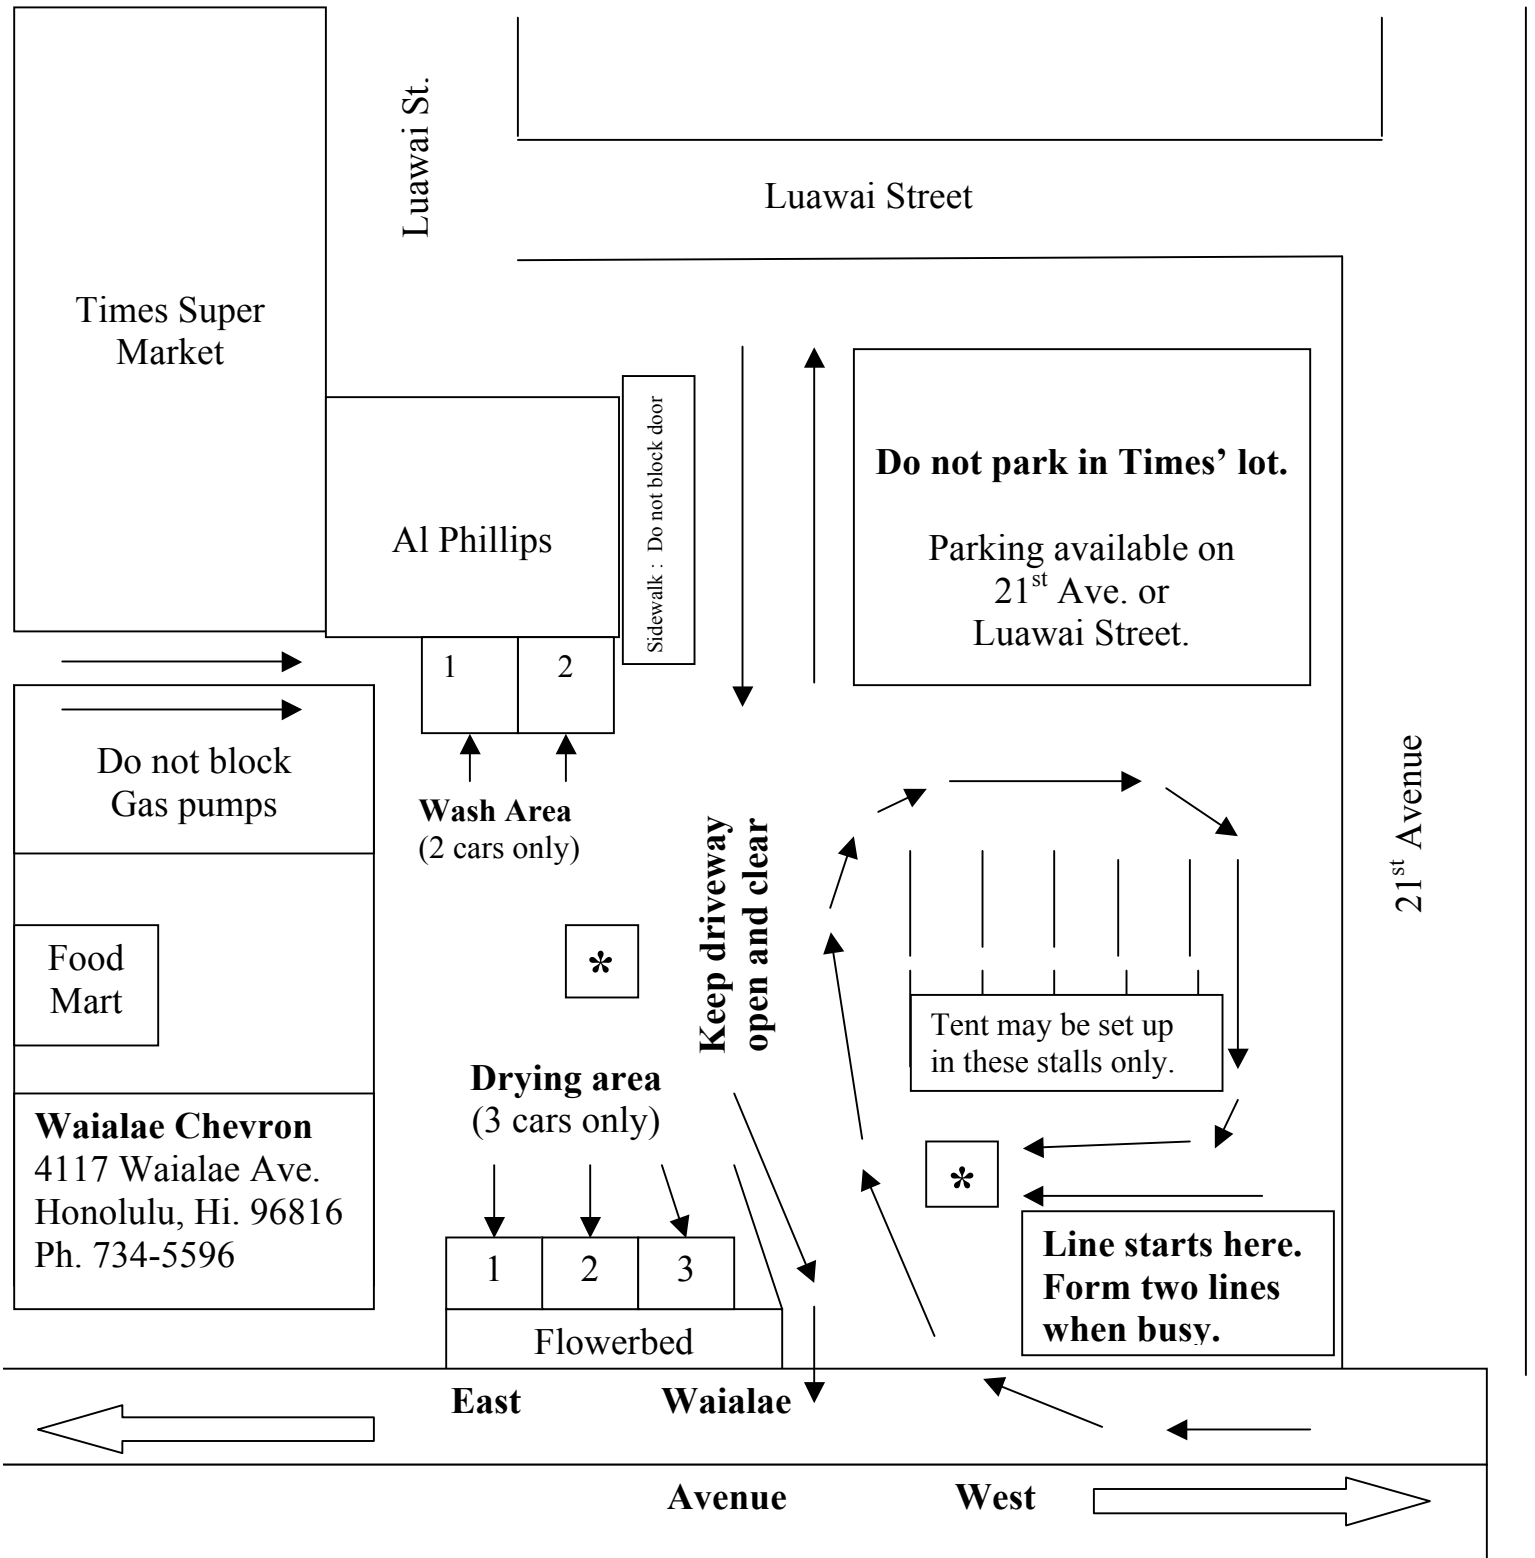 Luawai St.
Luawai Street
Times Super
Market
Al Phillips
Sidewalk : Do not block door
Do not park in Times’ lot.
Parking available on
21st Ave. or
Luawai Street.
1
2
Do not block
Gas pumps
Wash Area
(2 cars only)
Keep driveway
open and clear
21st Avenue
Food
Mart
*
Tent may be set up
in these stalls only.
Drying area
(3 cars only)
Waialae Chevron
4117 Waialae Ave.
Honolulu, Hi. 96816
Ph. 734-5596
*
Line starts here.
Form two lines
when busy.
1
2
3
Flowerbed
East
Waialae
Avenue
West